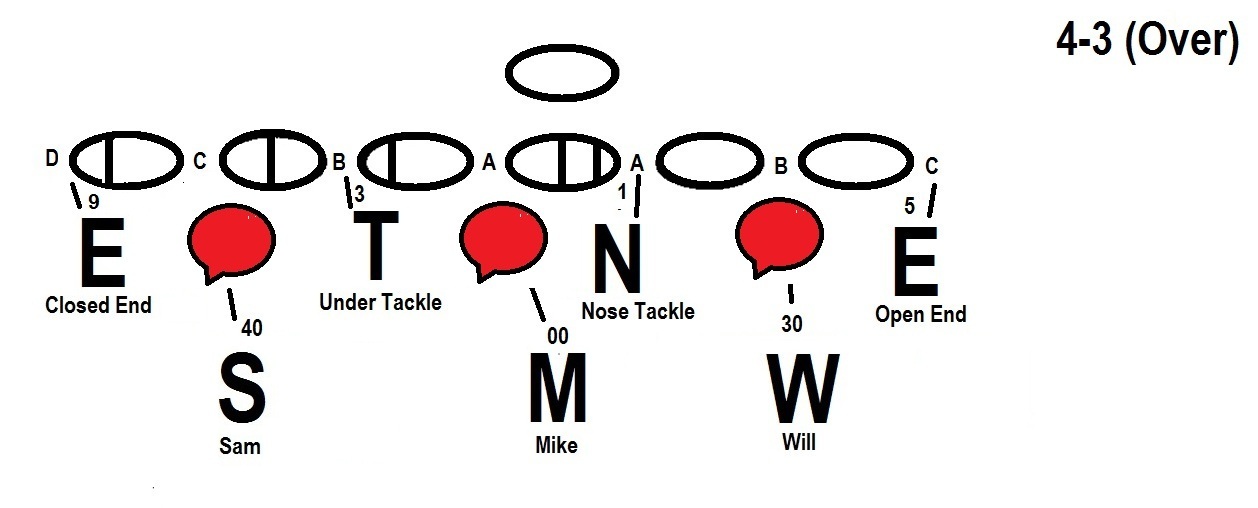 4-3 (Over)
D C B A A B C
9 3 1 5
E T N E
Closed End Under Tackle Nose Tackle Open End
40 00 30
S M W
Sam Mike Will